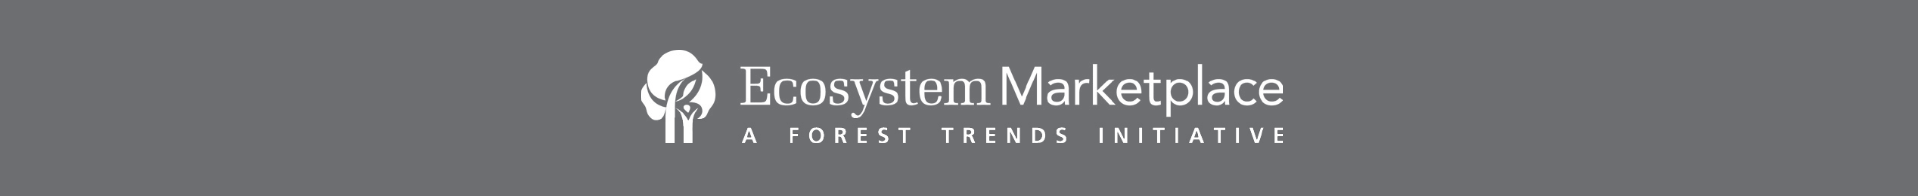 Ecosystem Marketplace
A FOREST TRENDS INITIATIVE